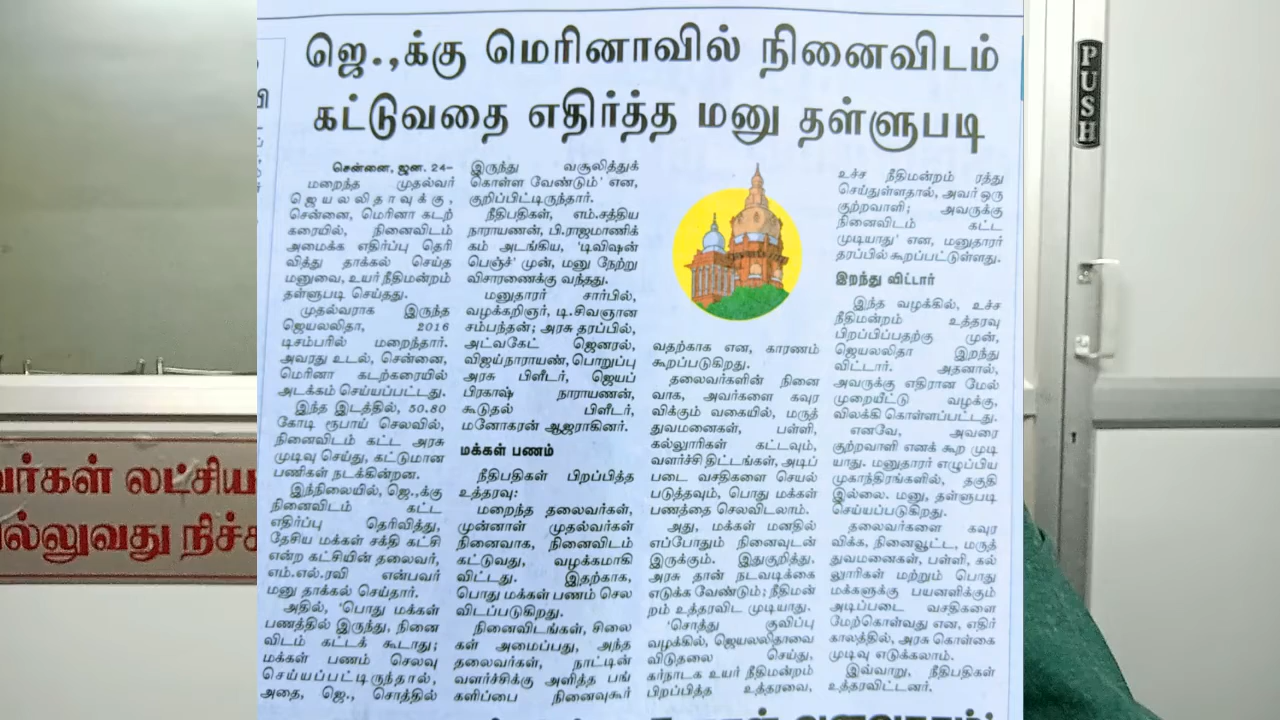 ஜெ.,க்கு மெரினாவில் நினைவிடம்
கட்டுவதை எதிர்த்த மனு தள்ளுபடி
சென்னை, ஜன. 24–
மறைந்த முதல்வர்
ஜெயலலிதாவுக்கு,
சென்னை, மெரினா கடற்
கரையில், நினைவிடம்
அமைக்க எதிர்ப்பு தெரி
வித்து தாக்கல் செய்த
மனுவை, உயர் நீதிமன்றம்
தள்ளுபடி செய்தது.
முதல்வராக இருந்த
ஜெயலலிதா, 2016
டிசம்பரில் மறைந்தார்.
அவரது உடல், சென்னை,
மெரினா கடற்கரையில்
அடக்கம் செய்யப்பட்டது.
இந்த இடத்தில், 50.80
கோடி ரூபாய் செலவில்,
நினைவிடம் கட்ட அரசு
முடிவு செய்து, கட்டுமான
பணிகள் நடக்கின்றன.
இந்நிலையில், ஜெ.,க்கு
நினைவிடம் கட்ட
எதிர்ப்பு தெரிவித்து,
தேசிய மக்கள் சக்தி கட்சி
என்ற கட்சியின் தலைவர்,
எம்.எல்.ரவி என்பவர்
மனு தாக்கல் செய்தார்.
அதில், 'பொது மக்கள்
பணத்தில் இருந்து, நினை
விடம் கட்டக் கூடாது;
மக்கள் பணம் செலவு
செய்யப்பட்டிருந்தால்,
அதை, ஜெ., சொத்தில்
இருந்து வசூலித்துக்
கொள்ள வேண்டும்' என,
குறிப்பிட்டிருந்தார்.
நீதிபதிகள், எம்.சத்திய
நாராயணன், பி.ராஜமாணிக்
கம் அடங்கிய, 'டிவிஷன்
பெஞ்ச்' முன், மனு நேற்று
விசாரணைக்கு வந்தது.
மனுதாரர் சார்பில்,
வழக்கறிஞர், டி.சிவஞான
சம்பந்தன்; அரசு தரப்பில்,
அட்வகேட் ஜெனரல்,
விஜய்நாராயண், பொறுப்பு
அரசு பிளீடர், ஜெயப்
பிரகாஷ் நாராயணன்,
கூடுதல் பிளீடர்,
மனோகரன் ஆஜராகினர்.
மக்கள் பணம்
நீதிபதிகள் பிறப்பித்த
உத்தரவு:
மறைந்த தலைவர்கள்,
முன்னாள் முதல்வர்கள்
நினைவாக, நினைவிடம்
கட்டுவது, வழக்கமாகி
விட்டது. இதற்காக,
பொது மக்கள் பணம் செல
விடப்படுகிறது.
நினைவிடங்கள், சிலை
கள் அமைப்பது, அந்த
தலைவர்கள், நாட்டின்
வளர்ச்சிக்கு அளித்த பங்
களிப்பை நினைவுகூர்
வதற்காக என, காரணம்
கூறப்படுகிறது.
தலைவர்களின் நினை
வாக, அவர்களை கவுர
விக்கும் வகையில், மருத்
துவமனைகள், பள்ளி,
கல்லூரிகள் கட்டவும்,
வளர்ச்சி திட்டங்கள், அடிப்
படை வசதிகளை செயல்
படுத்தவும், பொது மக்கள்
பணத்தை செலவிடலாம்.
அது, மக்கள் மனதில்
எப்போதும் நினைவுடன்
இருக்கும். இதுகுறித்து,
அரசு தான் நடவடிக்கை
எடுக்க வேண்டும்; நீதிமன்
றம் உத்தரவிட முடியாது.
'சொத்து குவிப்பு
வழக்கில், ஜெயலலிதாவை
விடுதலை செய்து,
கர்நாடக உயர் நீதிமன்றம்
பிறப்பித்த உத்தரவை,
உச்ச நீதிமன்றம் ரத்து
செய்துள்ளதால், அவர் ஒரு
குற்றவாளி; அவருக்கு
நினைவிடம் கட்ட
முடியாது' என, மனுதாரர்
தரப்பில் கூறப்பட்டுள்ளது.
இறந்து விட்டார்
இந்த வழக்கில், உச்ச
நீதிமன்றம் உத்தரவு
பிறப்பிப்பதற்கு முன்,
ஜெயலலிதா இறந்து
விட்டார். அதனால்,
அவருக்கு எதிரான மேல்
முறையீட்டு வழக்கு,
விலக்கி கொள்ளப்பட்டது.
எனவே, அவரை
குற்றவாளி எனக் கூற முடி
யாது. மனுதாரர் எழுப்பிய
முகாந்திரங்களில், தகுதி
இல்லை. மனு, தள்ளுபடி
செய்யப்படுகிறது.
தலைவர்களை கவுர
விக்க, நினைவூட்ட, மருத்
துவமனைகள், பள்ளி, கல்
லூரிகள் மற்றும் பொது
மக்களுக்கு பயனளிக்கும்
அடிப்படை வசதிகளை
மேற்கொள்வது என, எதிர்
காலத்தில், அரசு கொள்கை
முடிவு எடுக்கலாம்.
இவ்வாறு, நீதிபதிகள்
உத்தரவிட்டனர்.
வர்கள் லட்சிய
ல்லுவது நிச்ச
PUSH